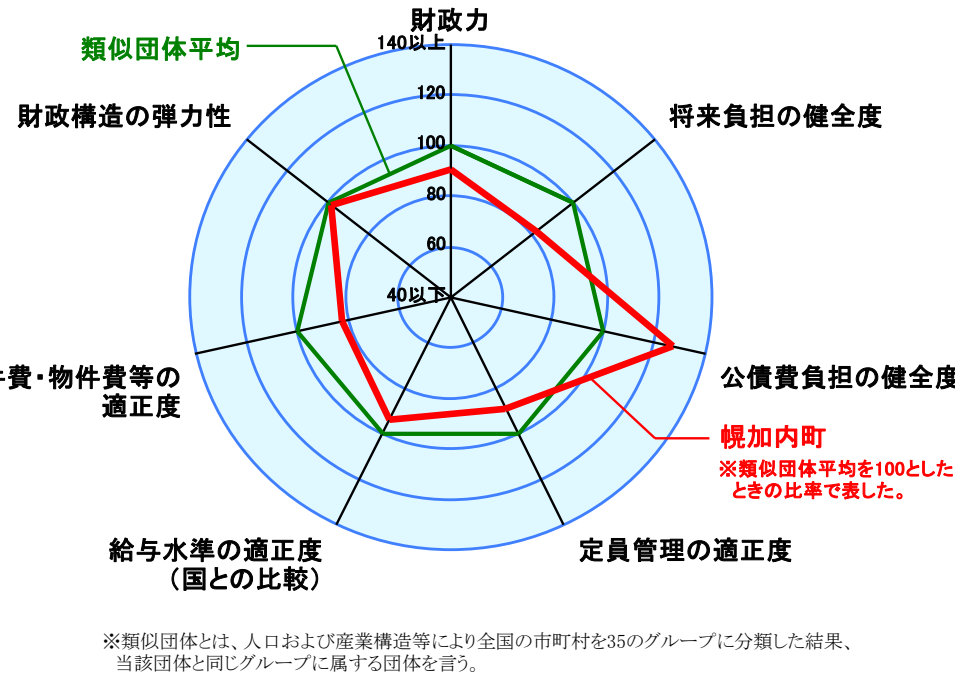 財政力
140以上
類似団体平均
120
財政構造の弾力性
将来負担の健全度
100
80
60
40以下
費・物件費等の
適正度
公債費負担の健全度
幌加内町
※類似団体平均を100とした
ときの比率で表した。
給与水準の適正度
（国との比較）
定員管理の適正度
※類似団体とは、人口および産業構造等により全国の市町村を35のグループに分類した結果、
当該団体と同じグループに属する団体を言う。